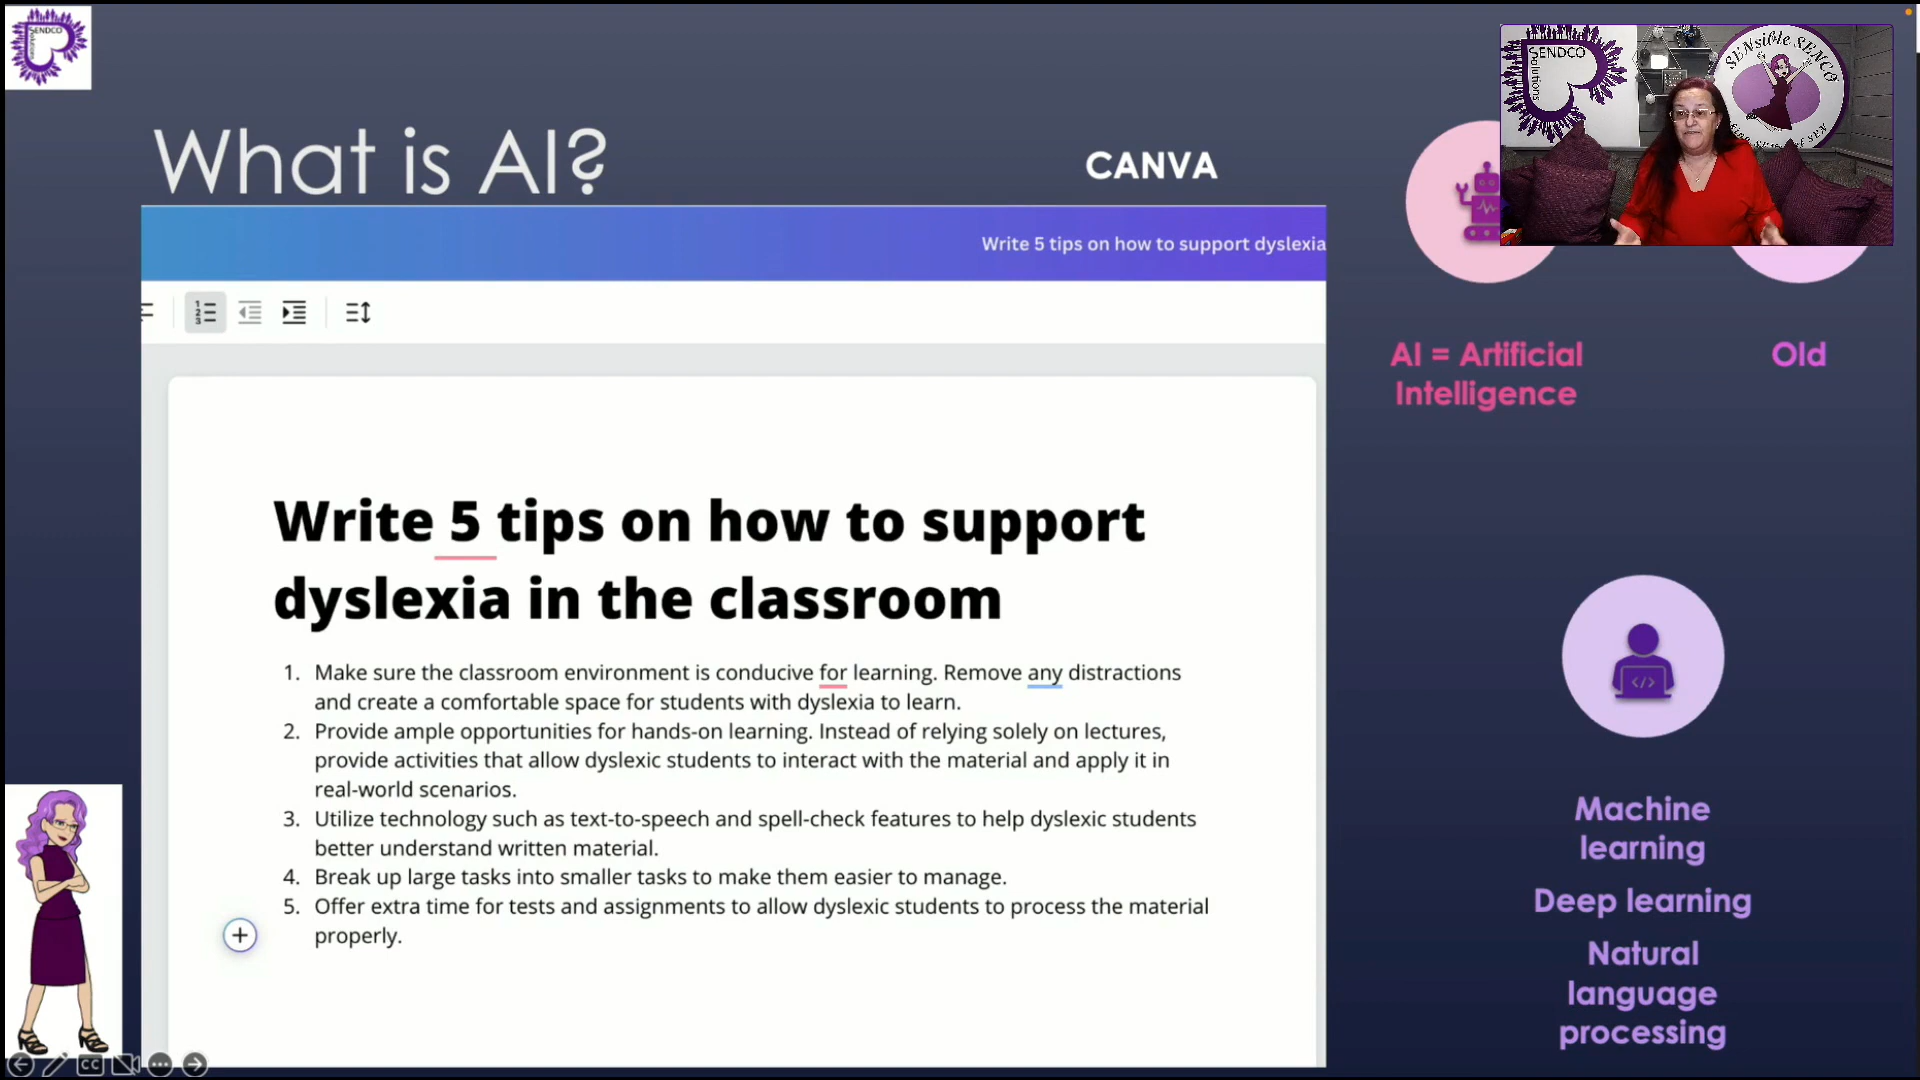 SENDCO
Solutions
SENDCO
Solutions
SENsible SENCO
What is AI?
CANVA
Write 5 tips on how to support dyslexia
AI = Artificial
Intelligence
Old
Write 5 tips on how to support
dyslexia in the classroom
1. Make sure the classroom environment is conducive for learning. Remove any distractions
and create a comfortable space for students with dyslexia to learn.
2. Provide ample opportunities for hands-on learning. Instead of relying solely on lectures,
provide activities that allow dyslexic students to interact with the material and apply it in
real-world scenarios.
3. Utilize technology such as text-to-speech and spell-check features to help dyslexic students
better understand written material.
4. Break up large tasks into smaller tasks to make them easier to manage.
5. Offer extra time for tests and assignments to allow dyslexic students to process the material
properly.
</>
Machine
learning
Deep learning
Natural
language
processing
CC